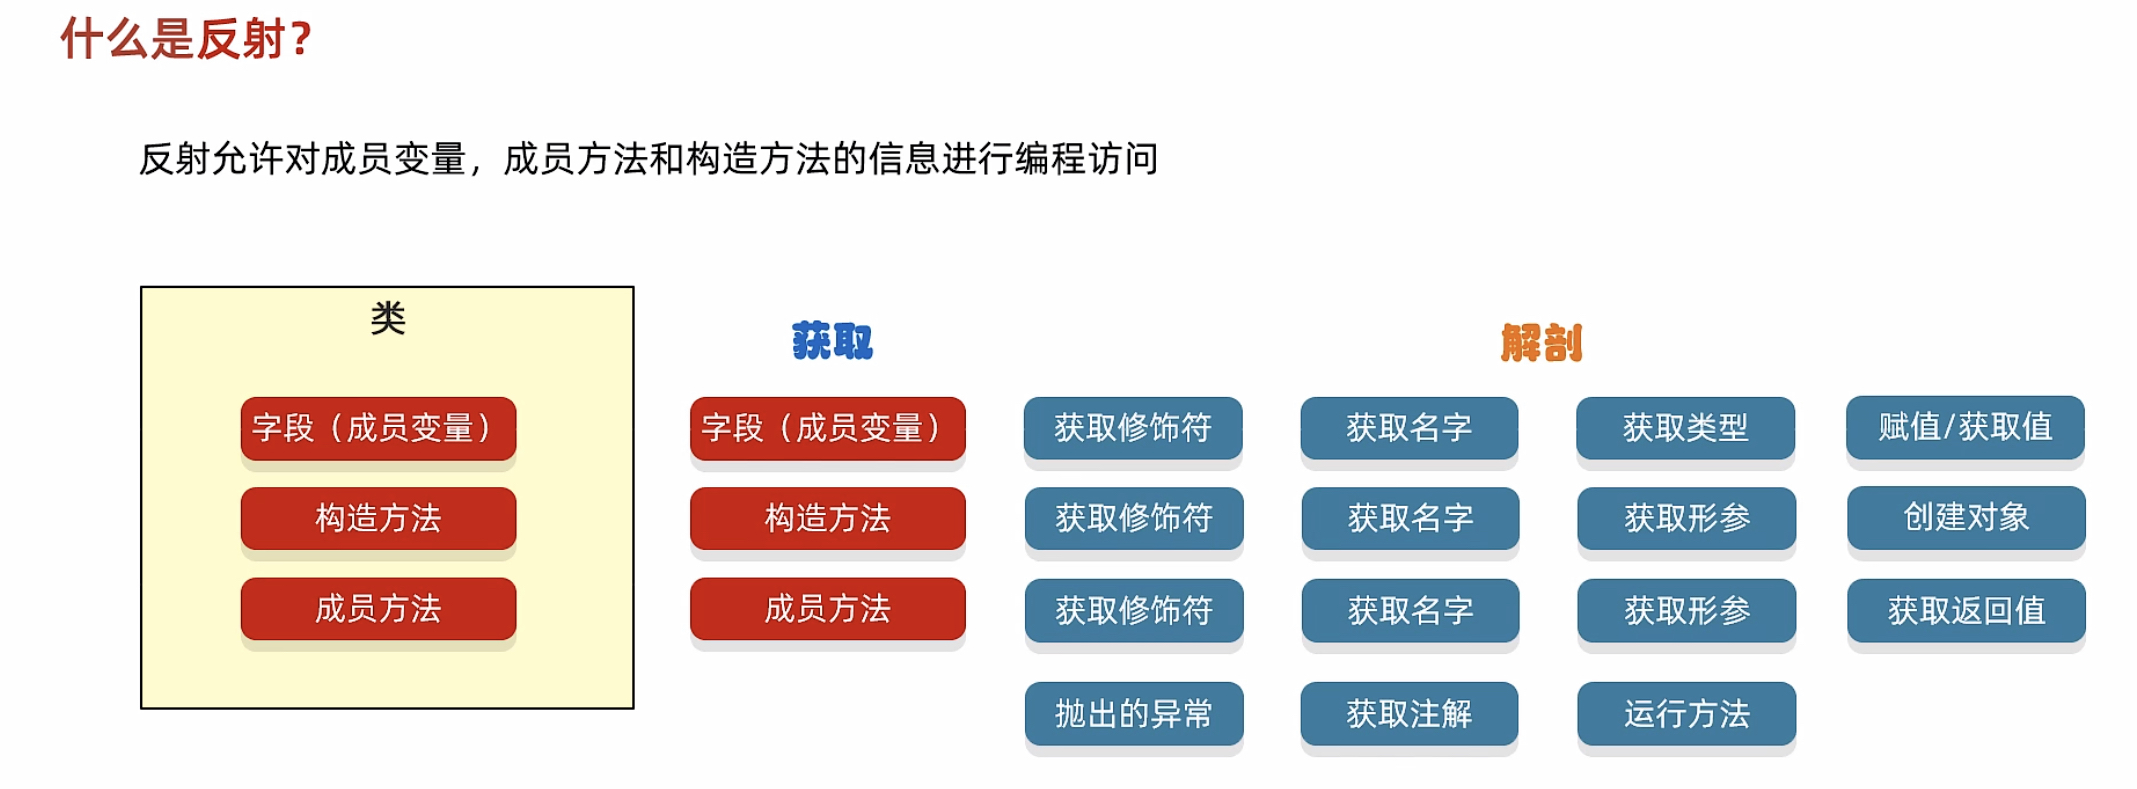 什么是反射？
反射允许对成员变量，成员方法和构造方法的信息进行编程访问
类
获取
解剖
字段（成员变量）
字段（成员变量）
获取修饰符
获取名字
获取类型
赋值/获取值
构造方法
构造方法
获取修饰符
获取名字
获取形参
创建对象
成员方法
成员方法
获取修饰符
获取名字
获取形参
获取返回值
抛出的异常
获取注解
运行方法